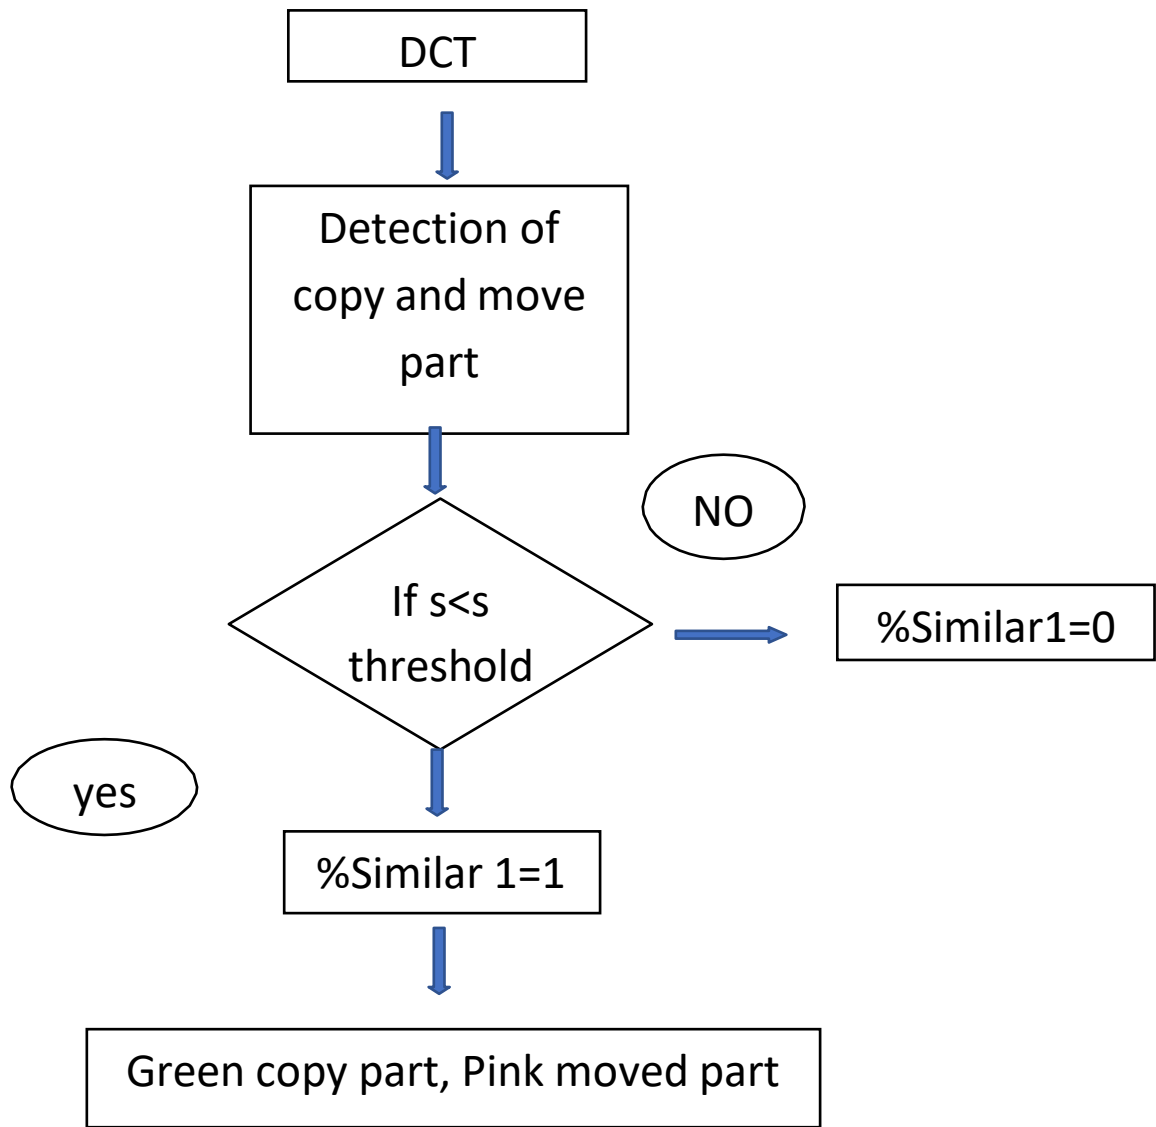 DCT
Detection of
copy and move
part
NO
If s<s
threshold
%Similar1=0
yes
%Similar 1=1
Green copy part, Pink moved part